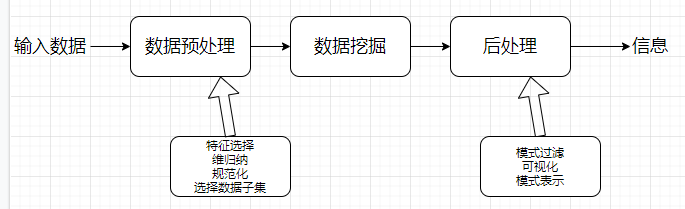 输入数据
数据预处理
数据挖掘
后处理
信息
特征选择
维归纳
规范化
选择数据子集
模式过滤
可视化
模式表示